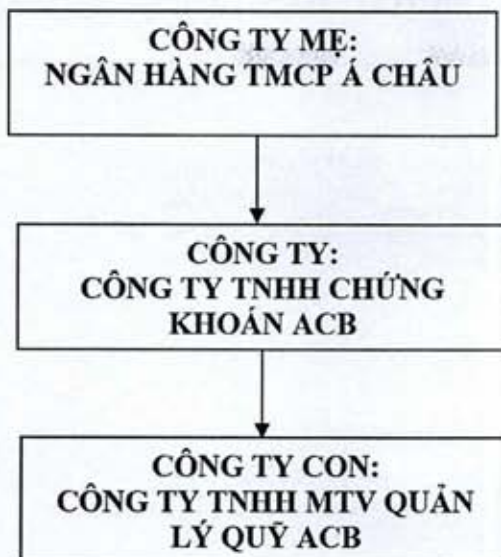 CÔNG TY MẸ:
NGÂN HÀNG TMCP Á CHÂU
CÔNG TY:
CÔNG TY TNHH CHỨNG
KHOÁN ACB
CÔNG TY CON:
CÔNG TY TNHH MTV QUẢN
LÝ QUỸ ACB